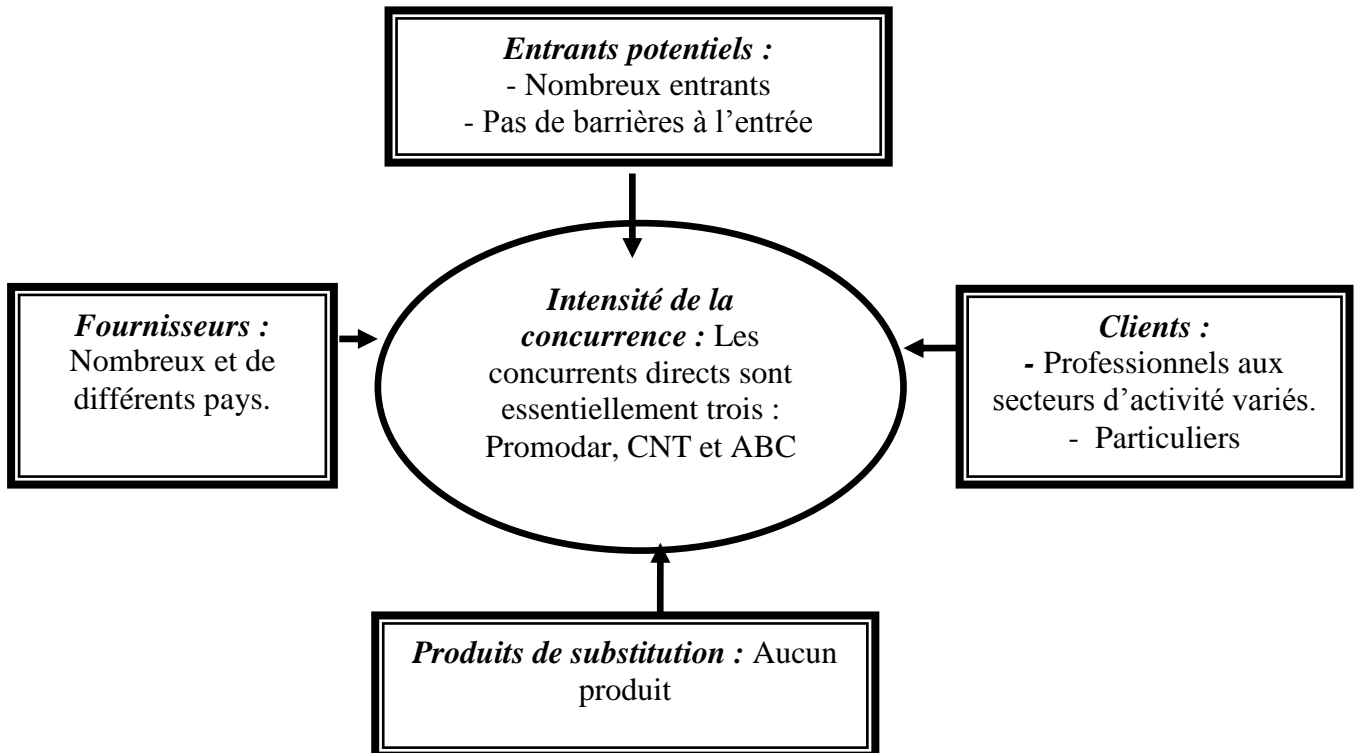 Entrants potentiels :
- Nombreux entrants
- Pas de barrières à l’entrée
Fournisseurs :
Nombreux et de
différents pays.
Intensité de la
concurrence : Les
concurrents directs sont
essentiellement trois :
Promodar, CNT et ABC
Clients :
- Professionnels aux
secteurs d’activité variés.
- Particuliers
Produits de substitution : Aucun
produit